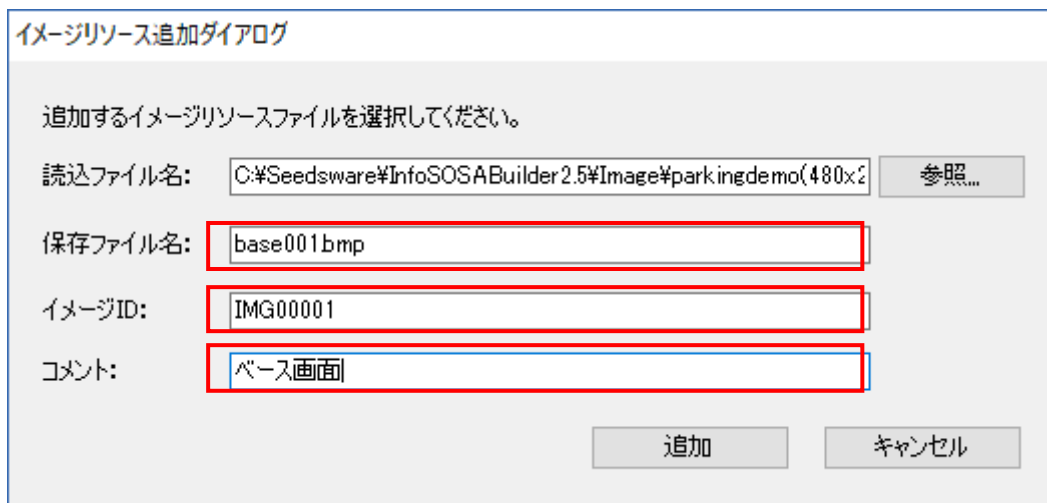 イメージリソース追加ダイアログ
追加するイメージリソースファイルを選択してください。
読込ファイル名: C:¥Seedsware¥InfoSOSABuilder2.5¥Image¥parkingdemo(480x2 参照...
保存ファイル名: base001.bmp
イメージID: IMG00001
コメント: ベース画面
追加 キャンセル